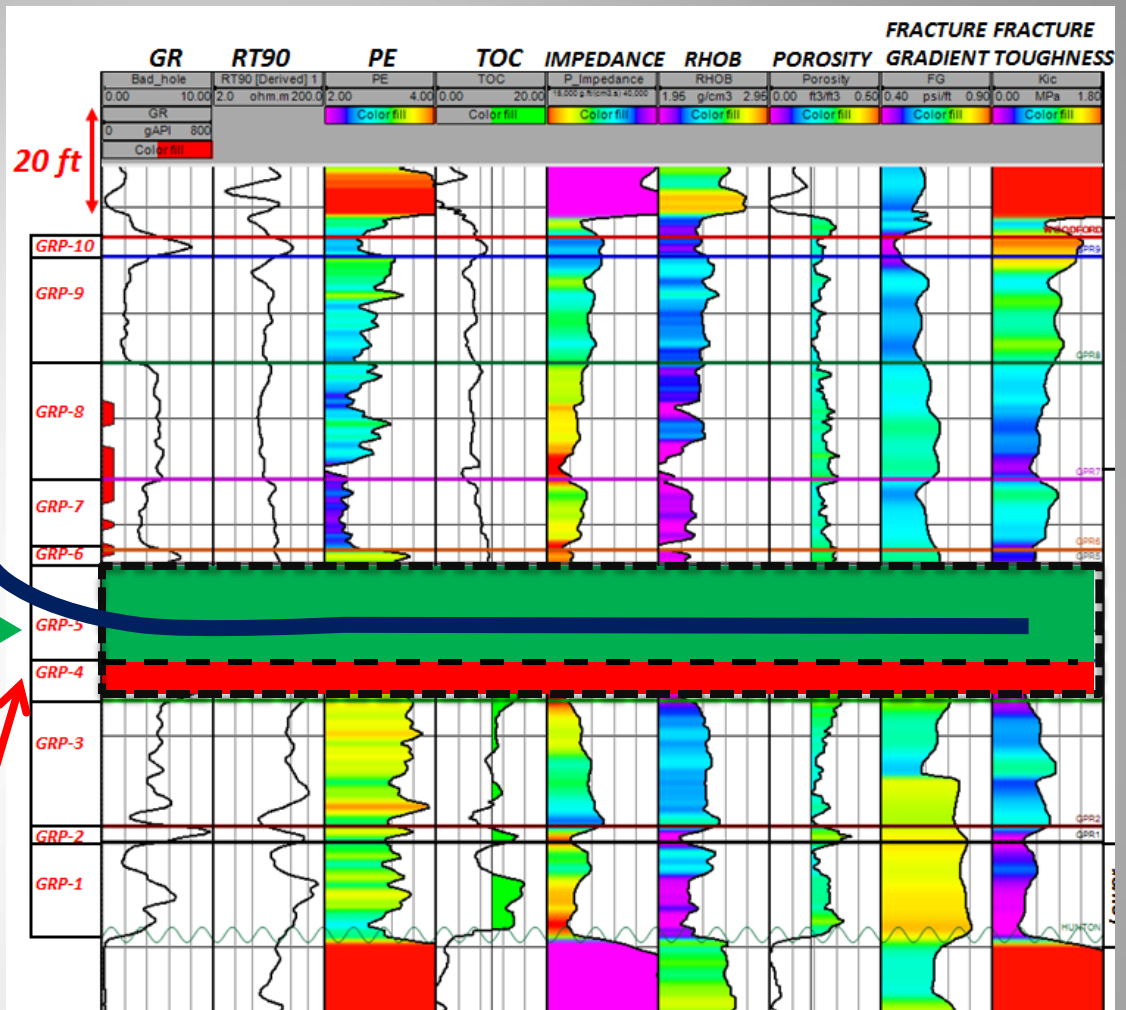 FRACTURE FRACTURE
GR RT90 PE TOC IMPEDANCE RHOB POROSITY GRADIENT TOUGHNESS
Bad_hole RT90 [Derived] 1 PE TOC P_Impedance RHOB Porosity FG Kic
0.00 10.00 2.0 ohm.m 200.0 2.00 4.00 0.00 20.00 1.95 g/cm3 2.95 0.00 ft3/ft3 0.50 0.40 psi/ft 0.90 0.00 MPa 1.80
GR Color fill Color fill Color fill Color fill Color fill Color fill Color fill
0 gAPI 800
Color fill
20 ft
WOODFORD
GRP-10
GPR9
GRP-9
GPR8
GRP-8
GPR7
GRP-7
GPR6
GRP-6
GPR5
GRP-5
GRP-4
GRP-3
GPR2
GRP-2
GPR1
GRP-1
HUNTON